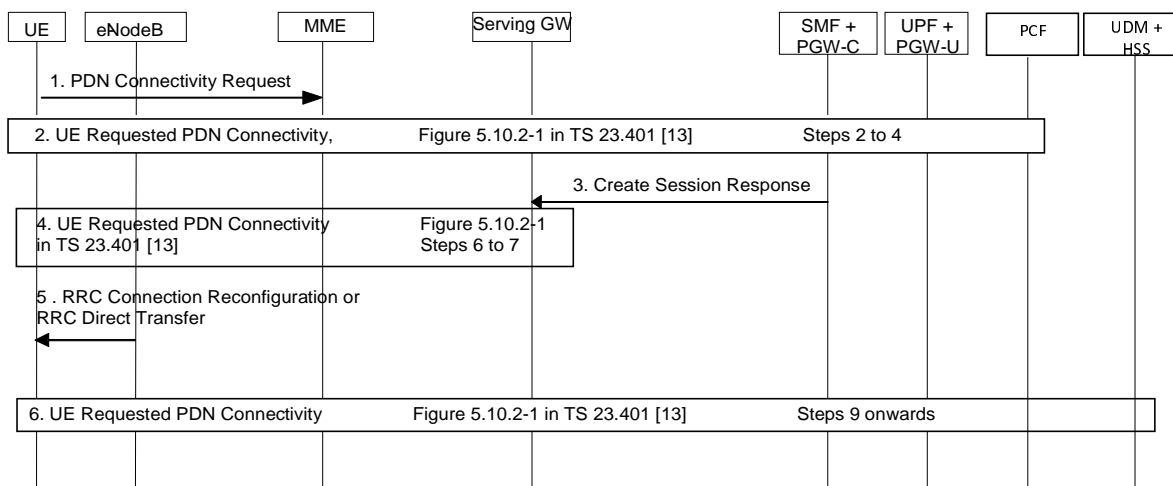 UE
eNodeB
MME
Serving GW
SMF +
PGW-C
UPF +
PGW-U
PCF
UDM +
HSS
1. PDN Connectivity Request
2. UE Requested PDN Connectivity, Figure 5.10.2-1 in TS 23.401 [13] Steps 2 to 4
3. Create Session Response
4. UE Requested PDN Connectivity Figure 5.10.2-1
in TS 23.401 [13] Steps 6 to 7
5 . RRC Connection Reconfiguration or
RRC Direct Transfer
6. UE Requested PDN Connectivity Figure 5.10.2-1 in TS 23.401 [13] Steps 9 onwards